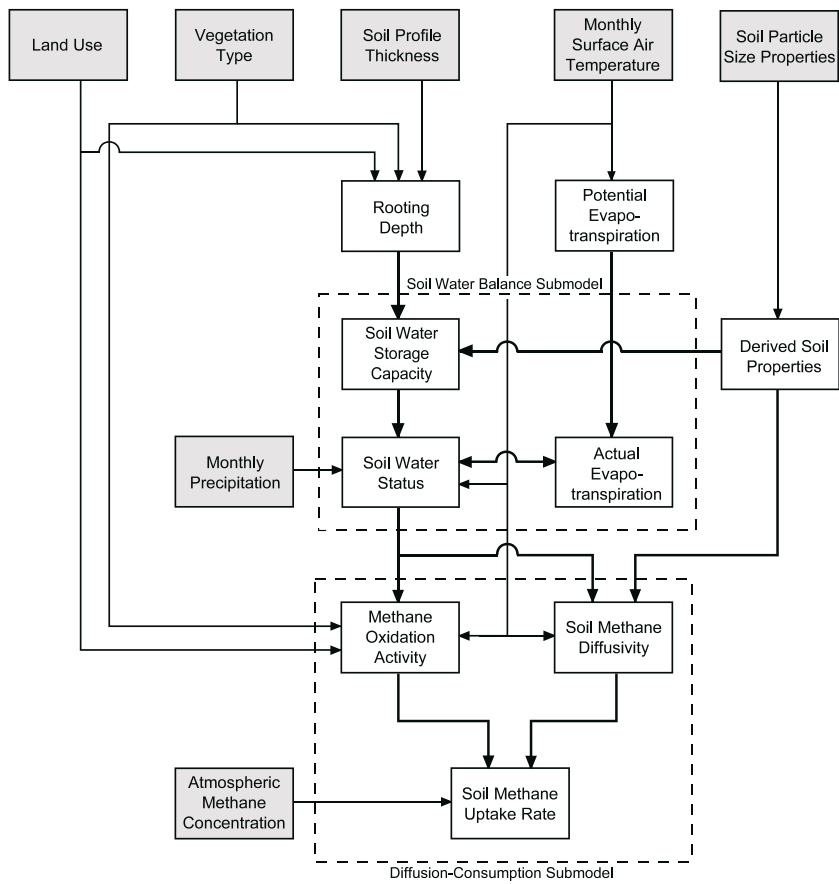 Land Use
Vegetation
Type
Soil Profile
Thickness
Monthly
Surface Air
Temperature
Soil Particle
Size Properties
Rooting
Depth
Potential
Evapo-
transpiration
Soil Water Balance Submodel
Soil Water
Storage
Capacity
Derived Soil
Properties
Monthly
Precipitation
Soil Water
Status
Actual
Evapo-
transpiration
Methane
Oxidation
Activity
Soil Methane
Diffusivity
Atmospheric
Methane
Concentration
Soil Methane
Uptake Rate
Diffusion-Consumption Submodel